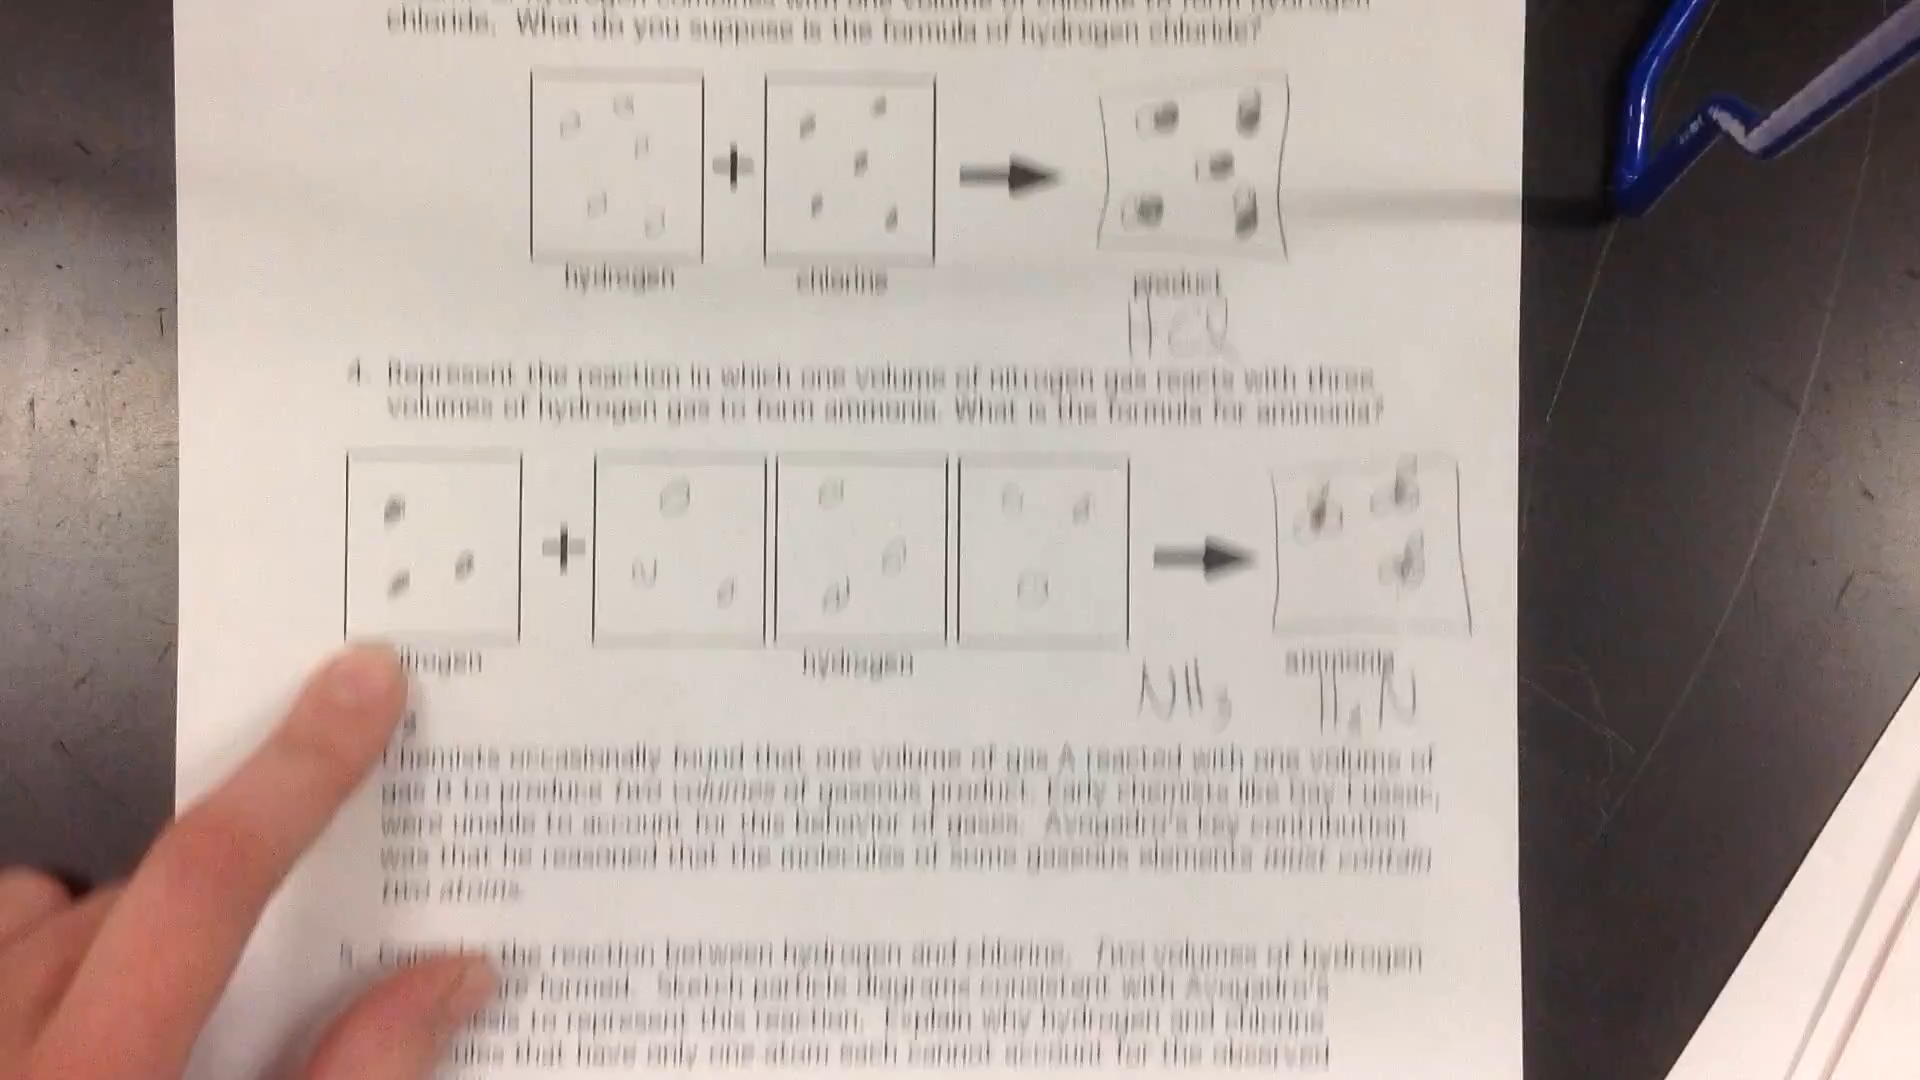 chloride. What do you suppose is the formula of hydrogen chloride?
+
hydrogen chlorine product
HCl
4. Represent the reaction in which one volume of nitrogen gas reacts with three
volumes of hydrogen gas to form ammonia. What is the formula for ammonia?
+
hydrogen ammonia
NH3 H3N
Chemists occasionally found that one volume of gas A reacted with one volume of
gas B to produce two volumes of gaseous product. Early chemists like Gay-Lussac,
were unable to account for this behavior of gases. Avogadro's key contribution
was that he reasoned that the molecules of some gaseous elements must contain
two atoms.
5. the reaction between hydrogen and chlorine. Two volumes of hydrogen
are formed. Sketch particle diagrams consistent with Avogadro's
to represent this reaction. Explain why hydrogen and chlorine
that have only one atom each cannot account for the observed